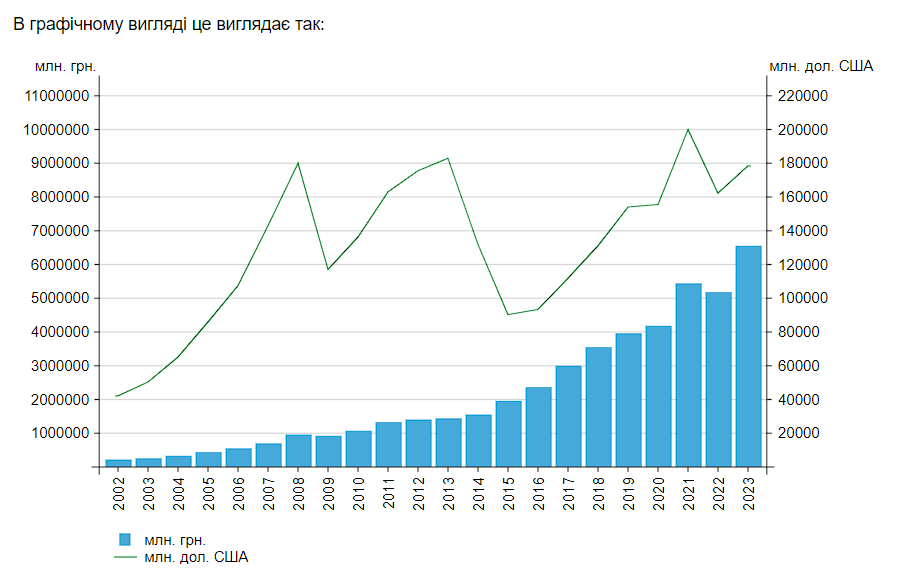 В графічному вигляді це виглядає так:
млн. грн. млн. дол. США
11000000 220000
10000000 200000
9000000 180000
8000000 160000
7000000 140000
6000000 120000
5000000 100000
4000000 80000
3000000 60000
2000000 40000
1000000 20000
2002 2003 2004 2005 2006 2007 2008 2009 2010 2011 2012 2013 2014 2015 2016 2017 2018 2019 2020 2021 2022 2023
млн. грн.
млн. дол. США